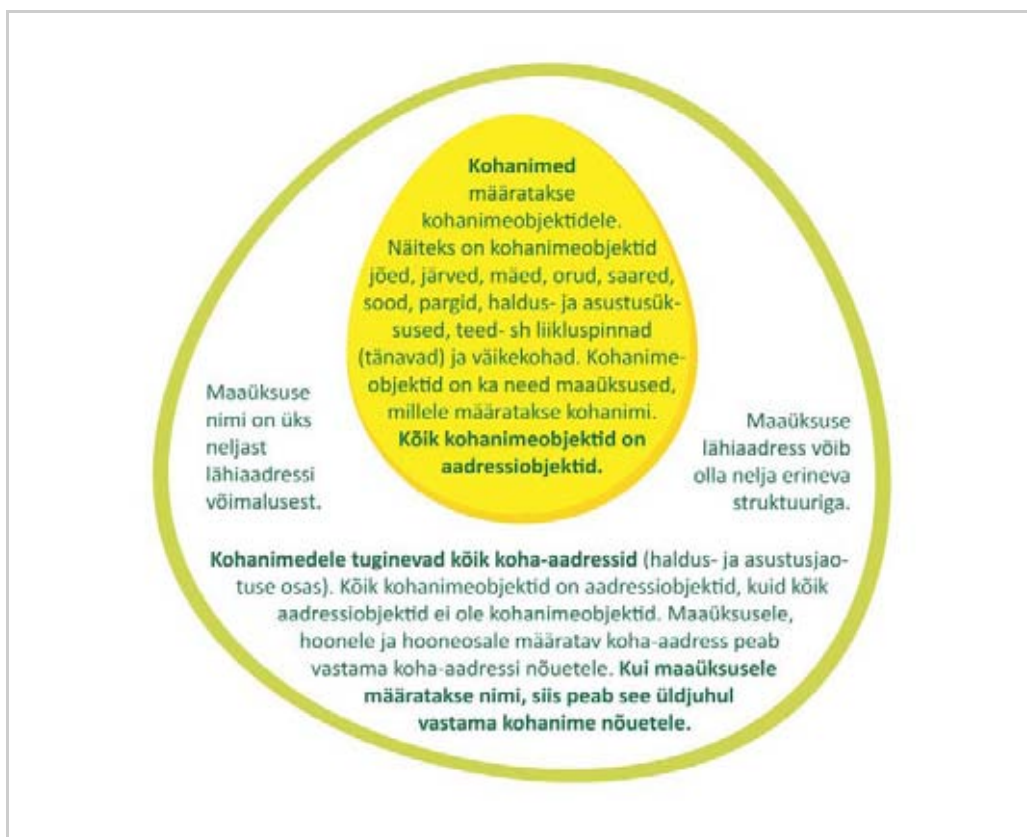 Kohanimed
määratakse
kohanimeobjektidele.
Näiteks on kohanimeobjektid
jõed, järved, mäed, orud, saared,
sood, pargid, haldus- ja asustusük-
sused, teed- sh liikluspinnad
(tänavad) ja väikekohad. Kohanime-
objektid on ka need maaüksused,
millele määratakse kohanimi.
Kõik kohanimeobjektid on
aadressiobjektid.
Maaüksuse
nimi on üks
neljast
lähiaadressi
võimalusest.
Maaüksuse
lähiaadress võib
olla nelja erineva
struktuuriga.
Kohanimedele tuginevad kõik koha-aadressid (haldus- ja asustusjao-
tuse osas). Kõik kohanimeobjektid on aadressiobjektid, kuid kõik
aadressiobjektid ei ole kohanimeobjektid. Maaüksusele,
hoonele ja hooneosale määratav koha-aadress peab
vastama koha-aadressi nõuetele. Kui maaüksusele
määratakse nimi, siis peab see üldjuhul
vastama kohanime nõuetele.